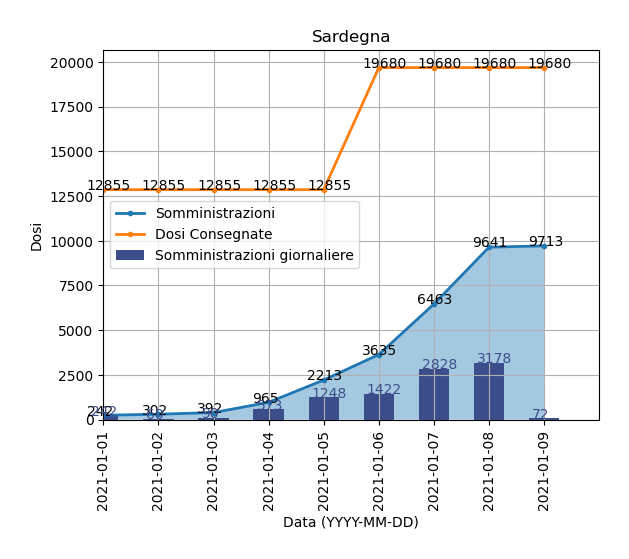 Sardegna
20000
17500
15000
12500
10000
7500
5000
2500
0
Dosi
19680 19680 19680 19680
12855 12855 12855 12855 12855
Somministrazioni
Dosi Consegnate
Somministrazioni giornaliere
242 302 392 965 2213 3635 6463 9641 9713
1248 1422 2828 3178 72
2021-01-01
2021-01-02
2021-01-03
2021-01-04
2021-01-05
2021-01-06
2021-01-07
2021-01-08
2021-01-09
Data (YYYY-MM-DD)